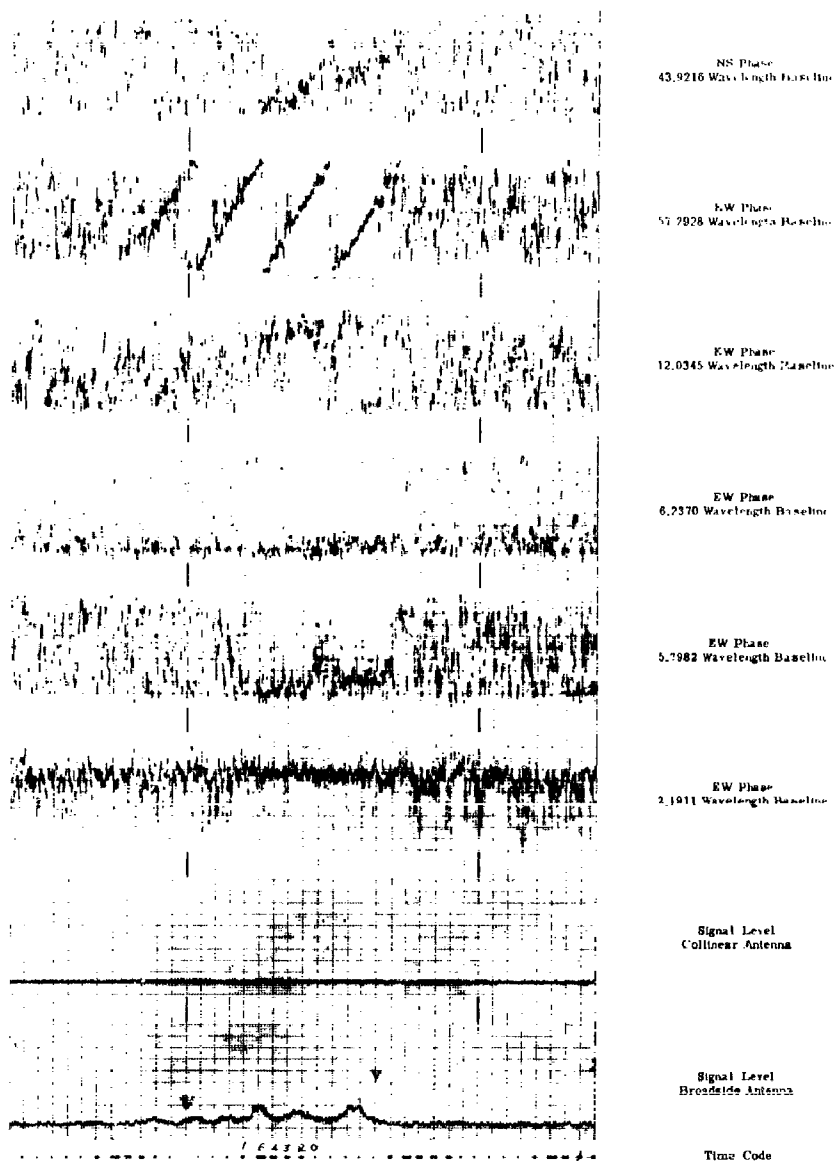 NS Phase
43.9216 Wavelength Baseline
EW Phase
57.2928 Wavelength Baseline
EW Phase
12.0345 Wavelength Baseline
EW Phase
6.2370 Wavelength Baseline
EW Phase
5.7982 Wavelength Baseline
EW Phase
2.1911 Wavelength Baseline
Signal Level
Collinear Antenna
Signal Level
Broadside Antenna
Time Code